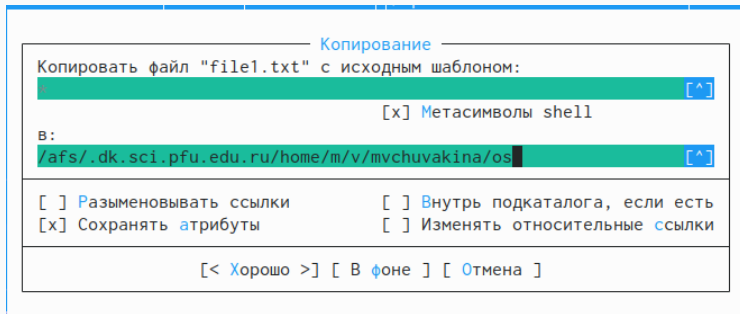 Копирование
Копировать файл "file1.txt" с исходным шаблоном:
* [^]
[x] Метасимволы shell
в:
/afs/.dk.sci.pfu.edu.ru/home/m/v/mvchuvakina/os [^]
[ ] Разыменовывать ссылки [ ] Внутрь подкаталога, если есть
[x] Сохранять атрибуты [ ] Изменять относительные ссылки
[< Хорошо >] [ В фоне ] [ Отмена ]